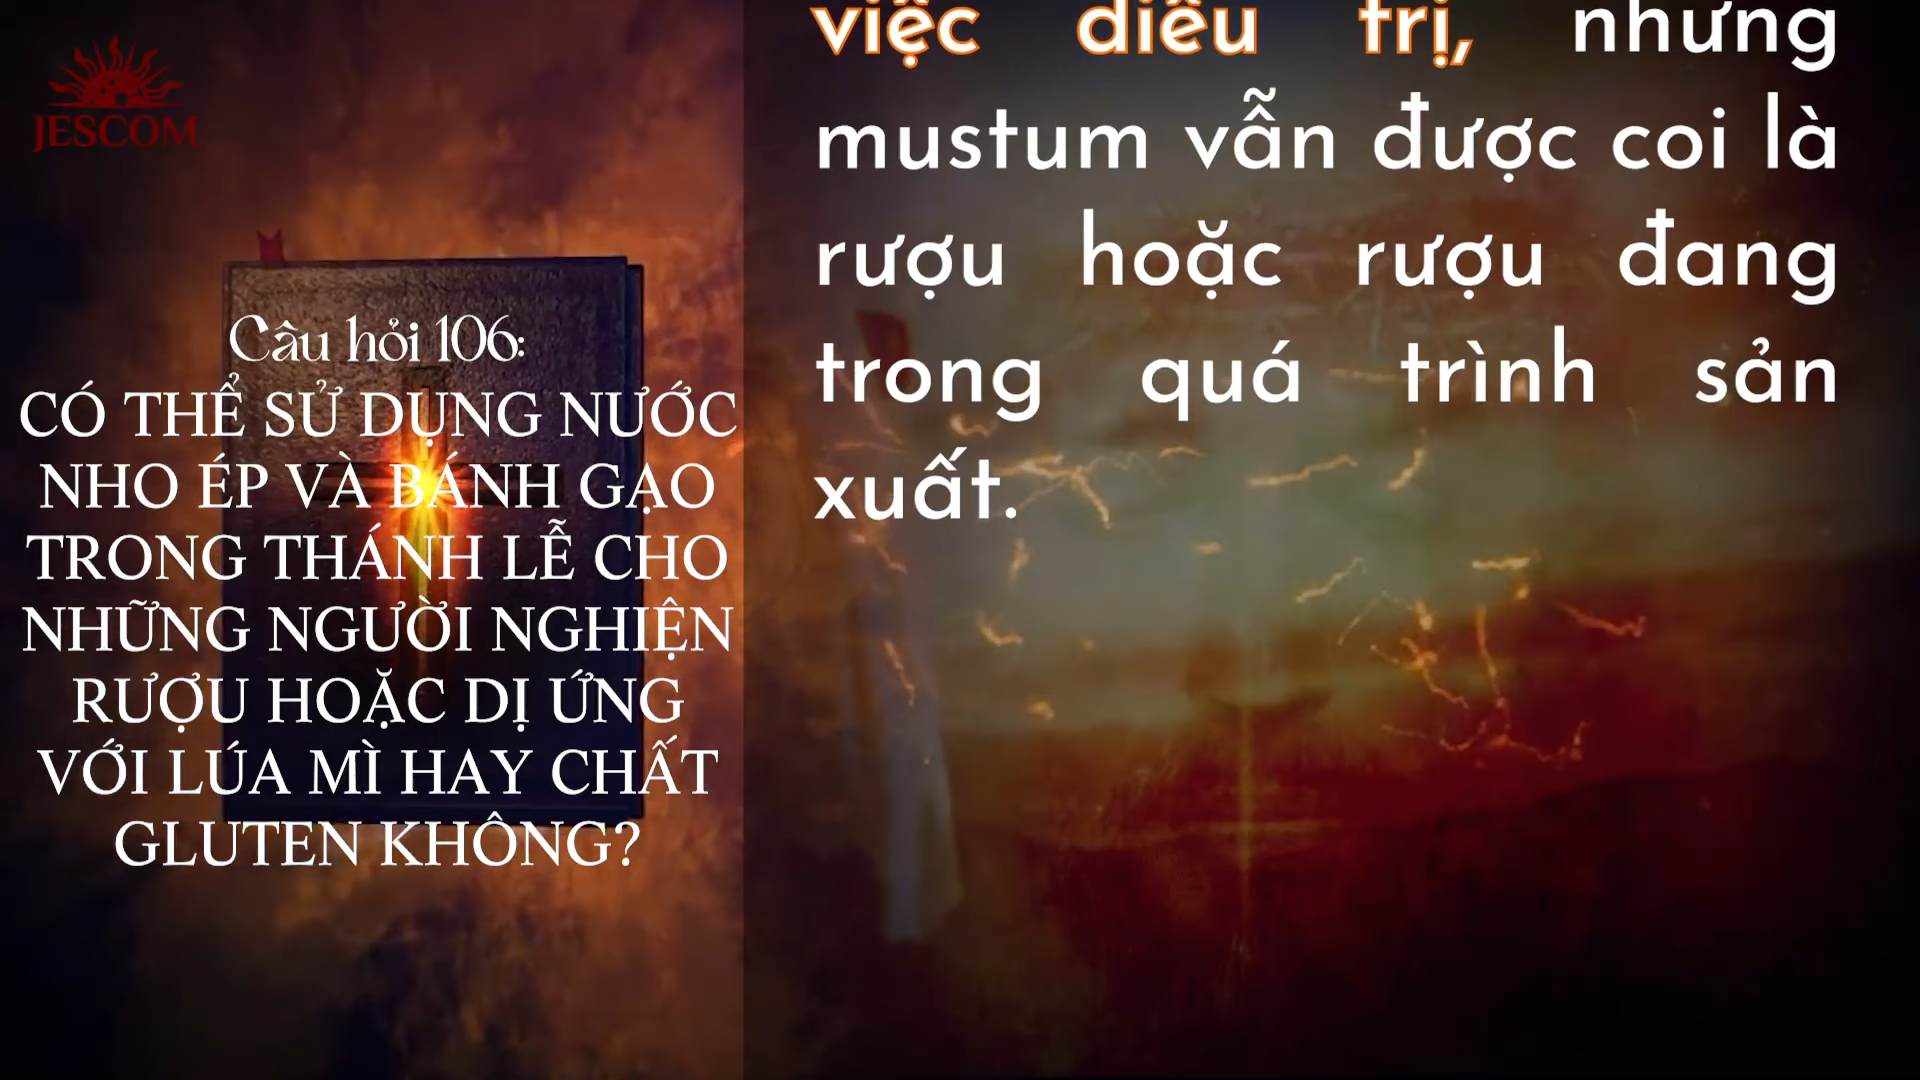 JESCOM
Câu hỏi 106:
CÓ THỂ SỬ DỤNG NƯỚC
NHO ÉP VÀ BÁNH GẠO
TRONG THÁNH LỄ CHO
NHỮNG NGƯỜI NGHIỆN
RƯỢU HOẶC DỊ ỨNG
VỚI LÚA MÌ HAY CHẤT
GLUTEN KHÔNG?
việc điều trị, nhưng
mustum vẫn được coi là
rượu hoặc rượu đang
trong quá trình sản
xuất.